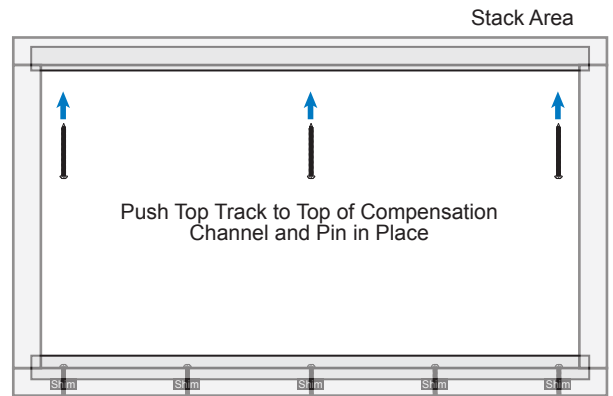 Stack Area
Push Top Track to Top of Compensation
Channel and Pin in Place
Shim Shim Shim Shim Shim